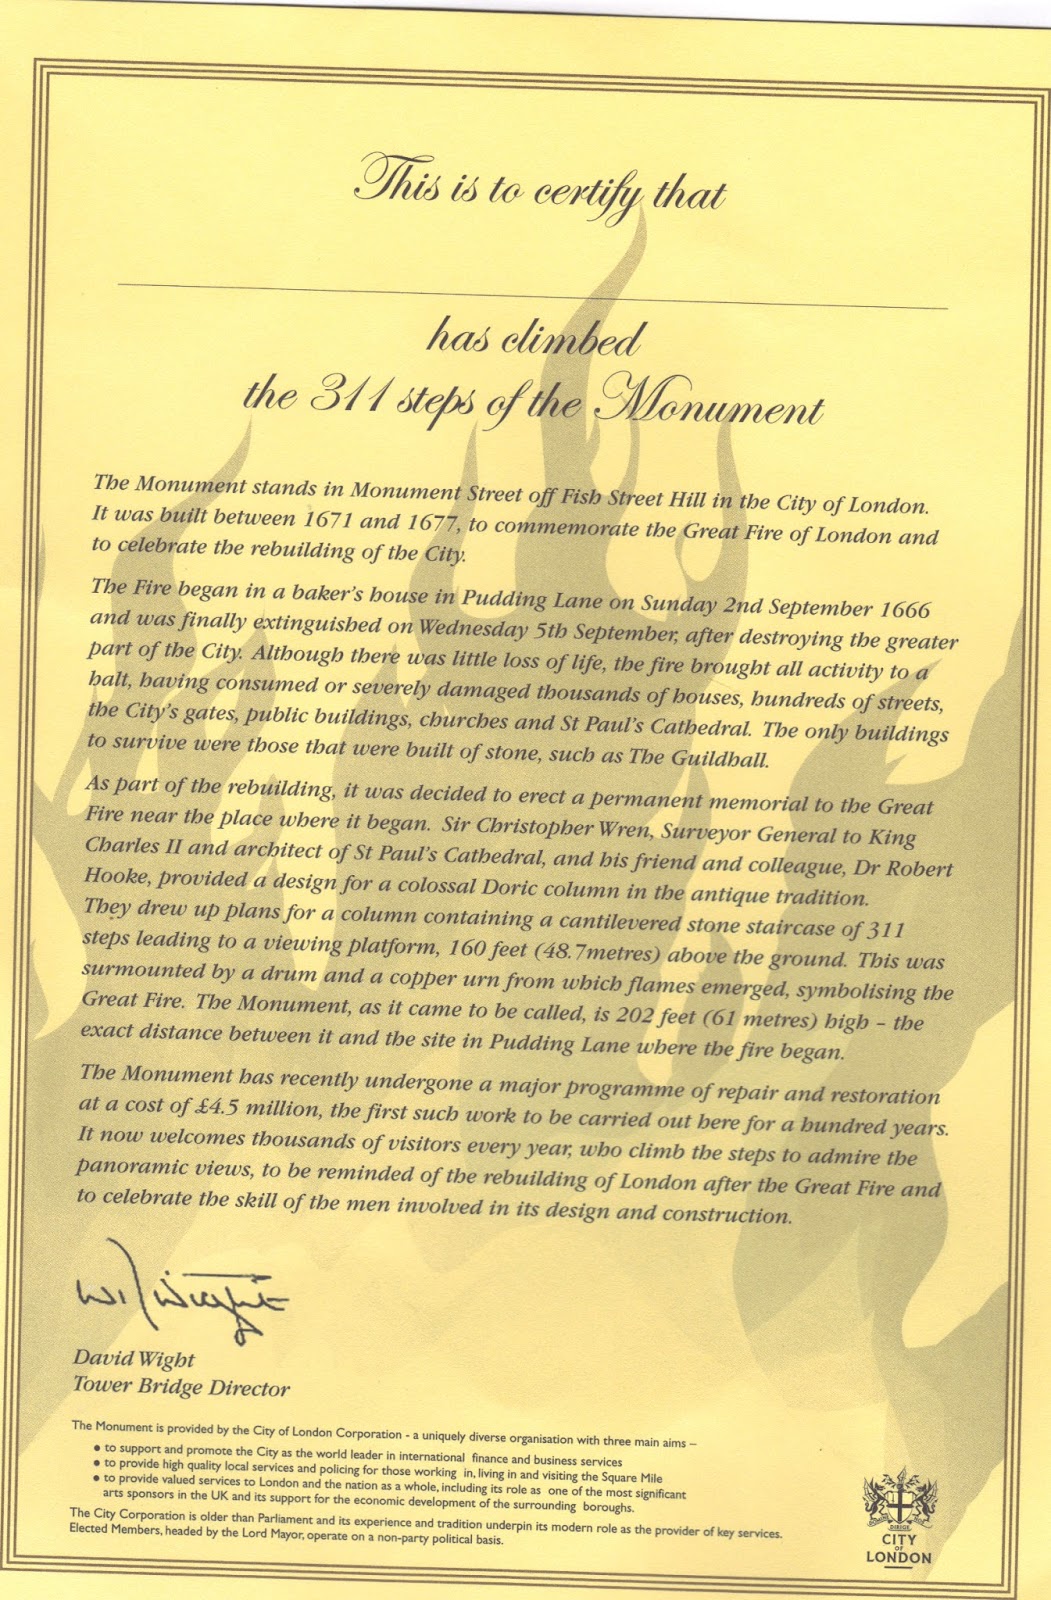 This is to certify that
has climbed
the 311 steps of the Monument
The Monument stands in Monument Street off Fish Street Hill in the City of London.
It was built between 1671 and 1677, to commemorate the Great Fire of London and
to celebrate the rebuilding of the City.
The Fire began in a baker's house in Pudding Lane on Sunday 2nd September 1666
and was finally extinguished on Wednesday 5th September, after destroying the greater
part of the City. Although there was little loss of life, the fire brought all activity to a
halt, having consumed or severely damaged thousands of houses, hundreds of streets,
the City's gates, public buildings, churches and St Paul's Cathedral. The only buildings
to survive were those that were built of stone, such as The Guildhall.
As part of the rebuilding, it was decided to erect a permanent memorial to the Great
Fire near the place where it began. Sir Christopher Wren, Surveyor General to King
Charles II and architect of St Paul's Cathedral, and his friend and colleague, Dr Robert
Hooke, provided a design for a colossal Doric column in the antique tradition.
They drew up plans for a column containing a cantilevered stone staircase of 311
steps leading to a viewing platform, 160 feet (48.7metres) above the ground. This was
surmounted by a drum and a copper urn from which flames emerged, symbolising the
Great Fire. The Monument, as it came to be called, is 202 feet (61 metres) high – the
exact distance between it and the site in Pudding Lane where the fire began.
The Monument has recently undergone a major programme of repair and restoration
at a cost of £4.5 million, the first such work to be carried out here for a hundred years.
It now welcomes thousands of visitors every year, who climb the steps to admire the
panoramic views, to be reminded of the rebuilding of London after the Great Fire and
to celebrate the skill of the men involved in its design and construction.
David Wight
Tower Bridge Director
The Monument is provided by the City of London Corporation - a uniquely diverse organisation with three main aims –
• to support and promote the City as the world leader in international finance and business services
• to provide high quality local services and policing for those working in, living in and visiting the Square Mile
• to provide valued services to London and the nation as a whole, including its role as one of the most significant
arts sponsors in the UK and its support for the economic development of the surrounding boroughs.
The City Corporation is older than Parliament and its experience and tradition underpin its modern role as the provider of key services.
Elected Members, headed by the Lord Mayor, operate on a non-party political basis.
CITY
OF
LONDON